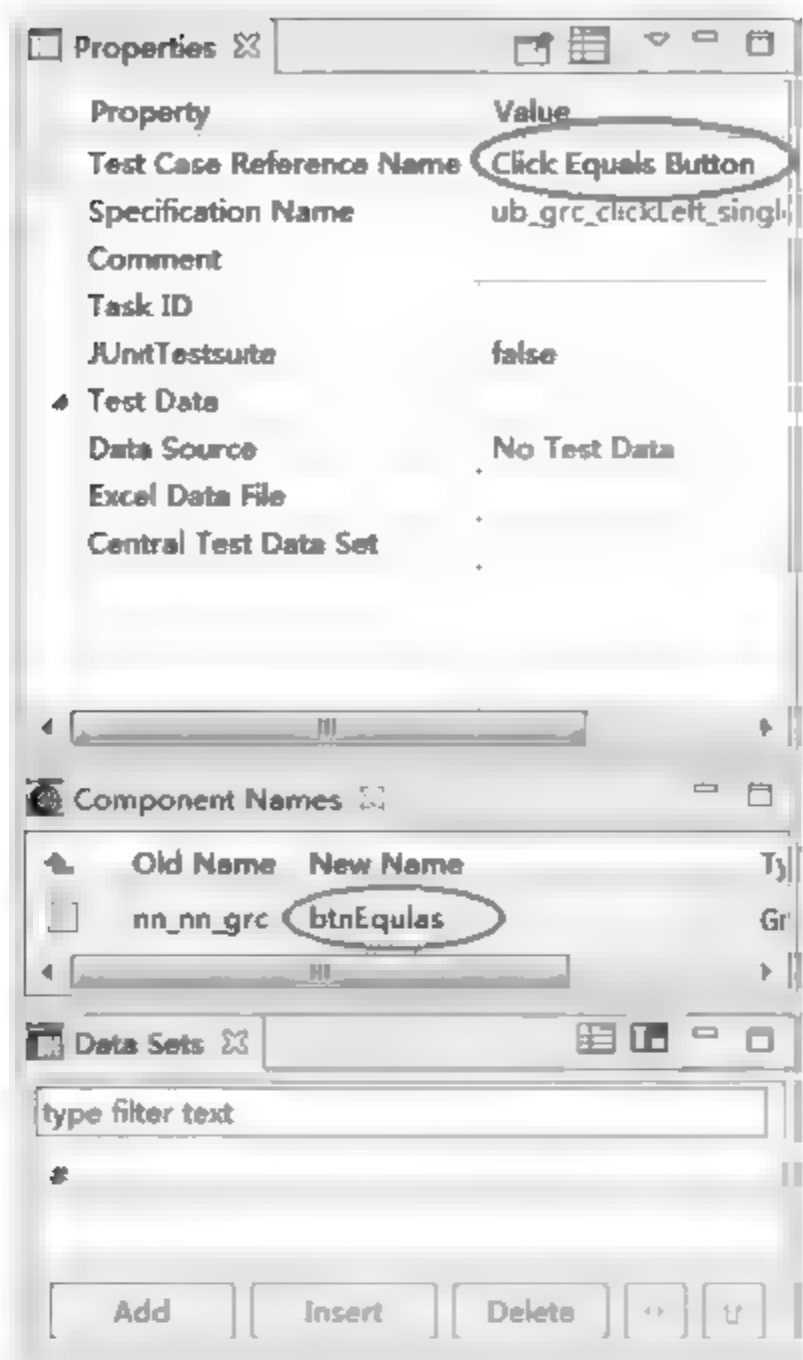 Properties
Property Value
Test Case Reference Name Click Equals Button
Specification Name ub_grc_clickLeft_singl
Comment
Task ID
JUnitTestsuite false
Test Data
Data Source No Test Data
Excel Data File
Central Test Data Set
Component Names
Old Name New Name Ty
nn_nn_grc btnEqulas Gr
Data Sets
type filter text
#
Add Insert Delete